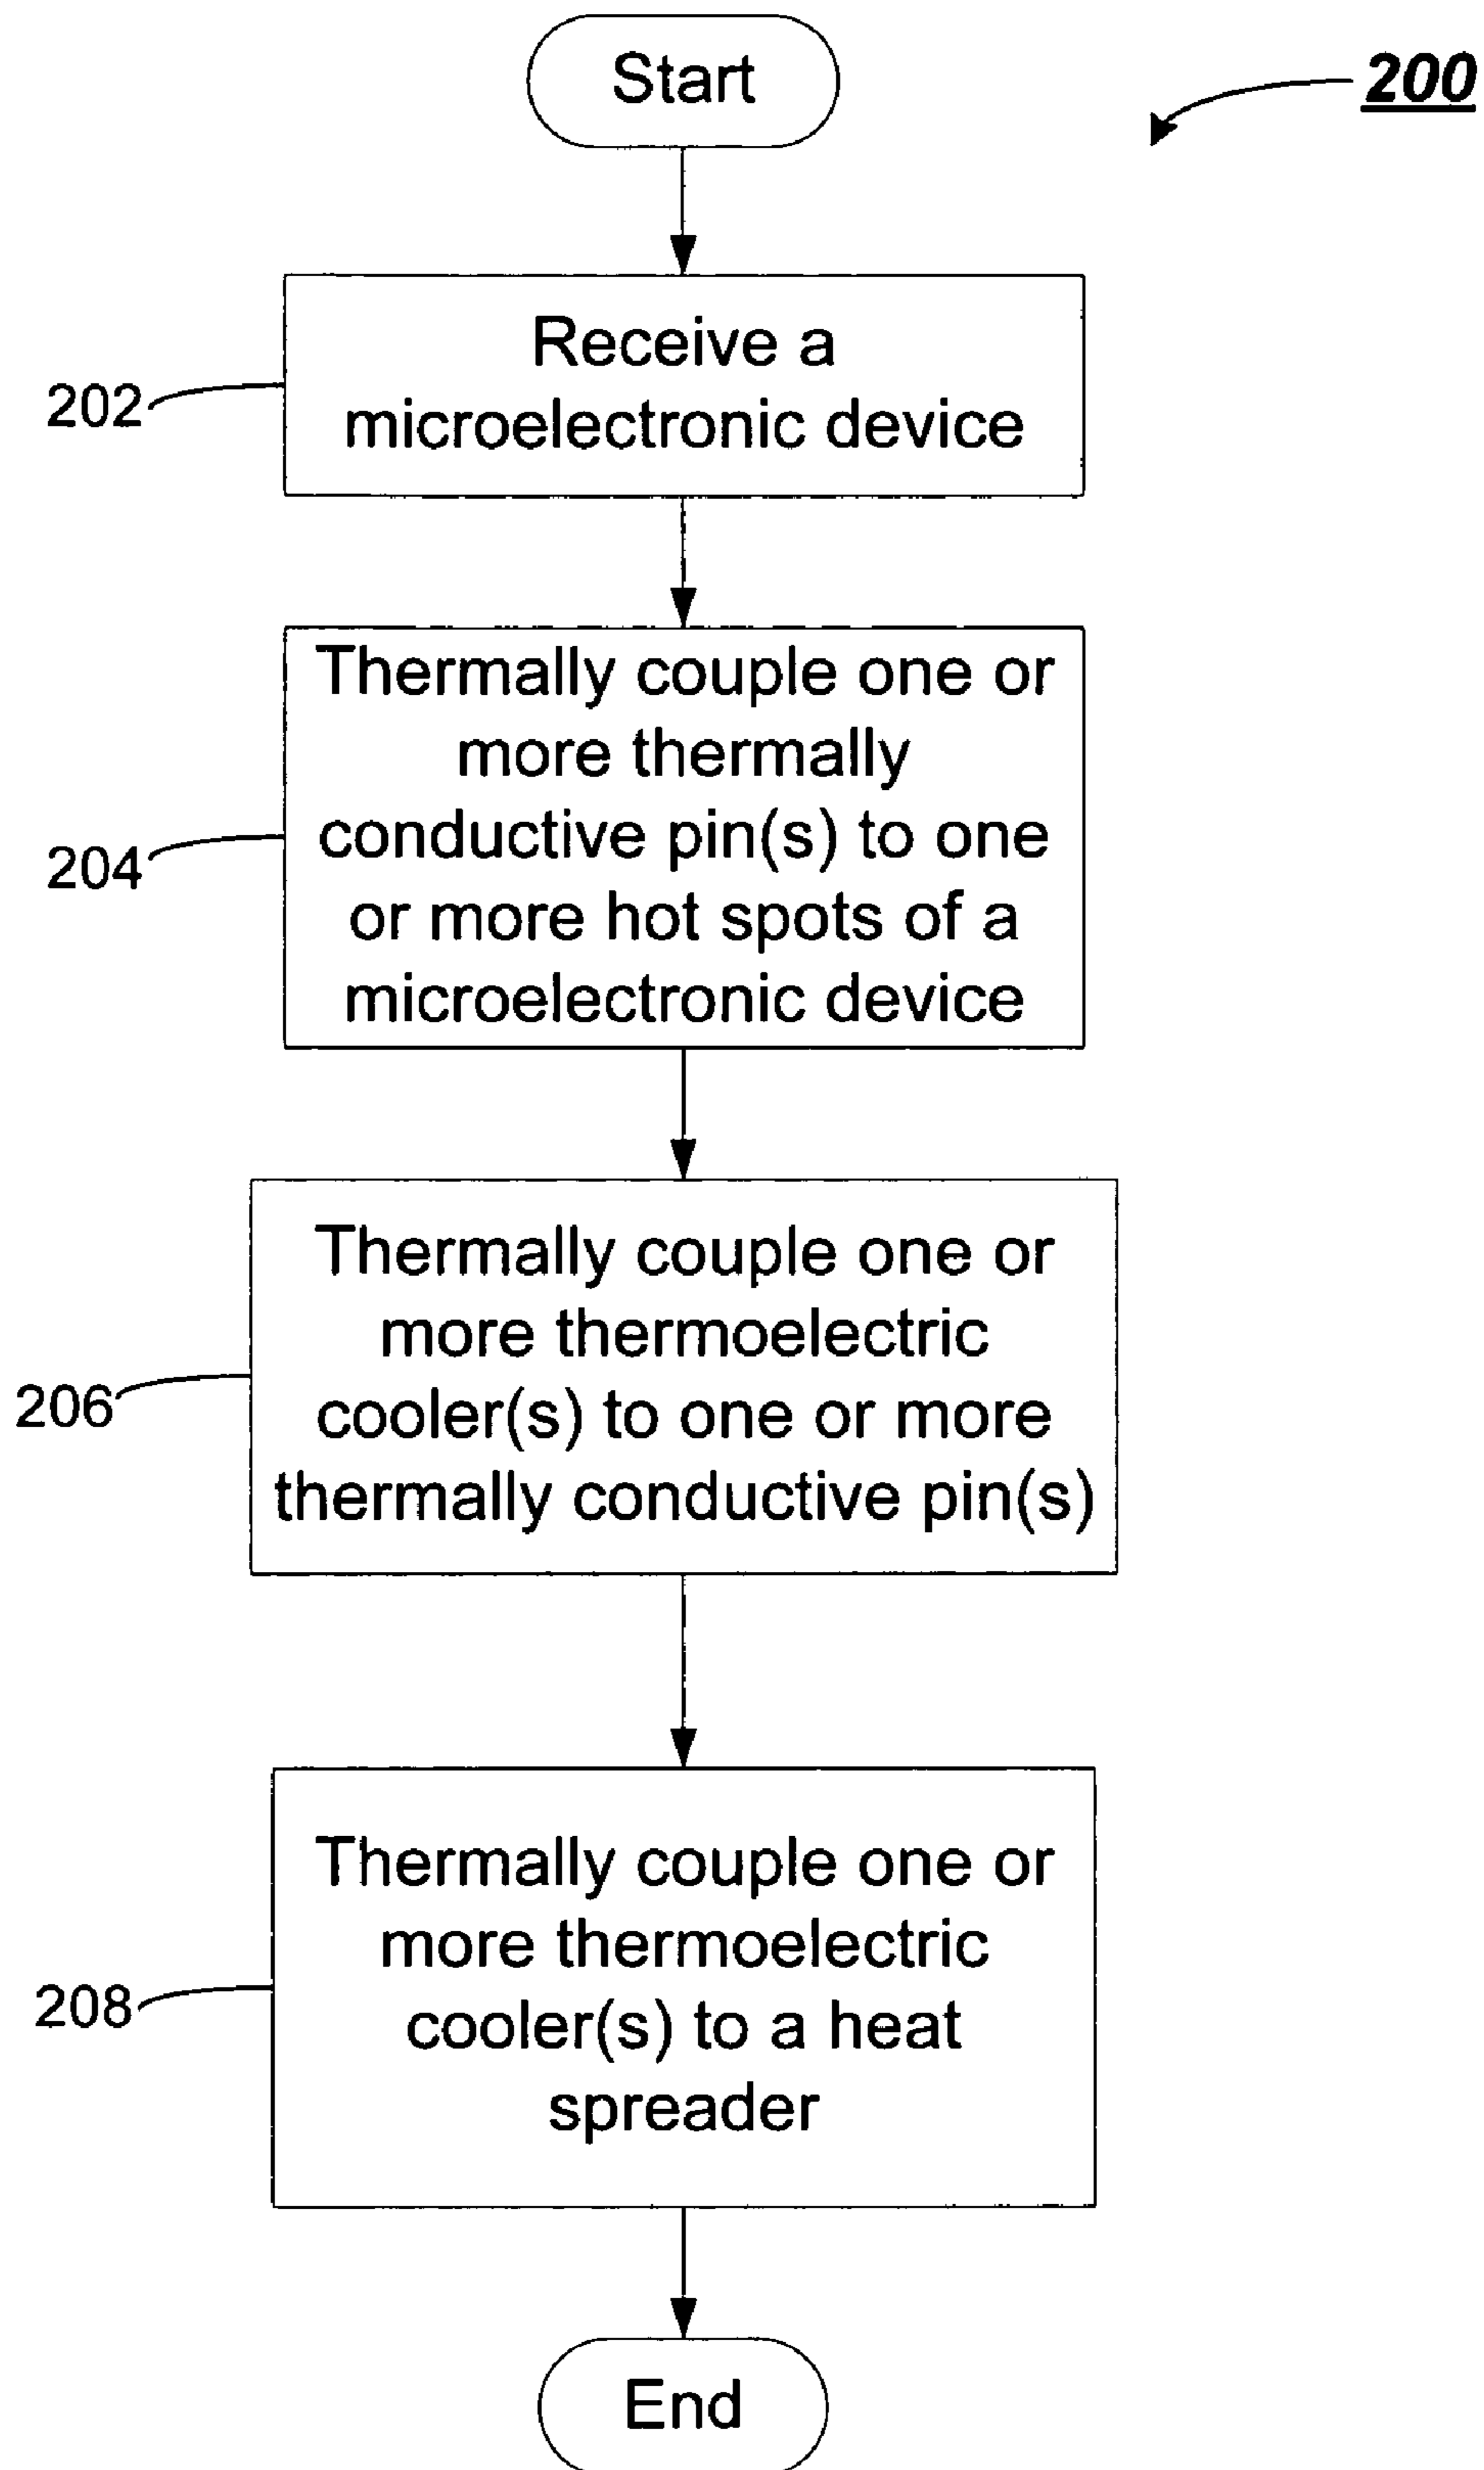 Start
200
Receive a
microelectronic device
202
Thermally couple one or
more thermally
conductive pin(s) to one
or more hot spots of a
microelectronic device
204
Thermally couple one or
more thermoelectric
cooler(s) to one or more
thermally conductive pin(s)
206
Thermally couple one or
more thermoelectric
cooler(s) to a heat
spreader
208
End